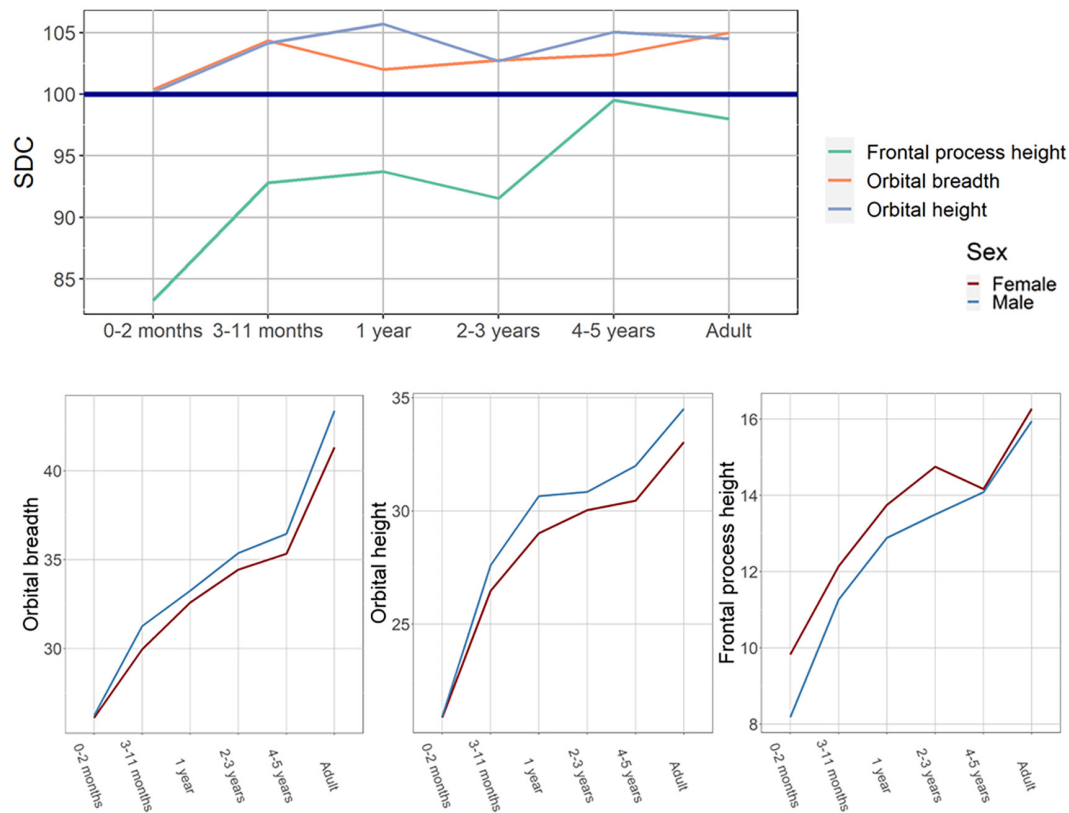 105
100
95
90
85
SDC
0-2 months 3-11 months 1 year 2-3 years 4-5 years Adult
Frontal process height
Orbital breadth
Orbital height
Sex
Female
Male
40
35
30
Orbital breadth
0-2 months
3-11 months
1 year
2-3 years
4-5 years
Adult
35
30
25
Orbital height
0-2 months
3-11 months
1 year
2-3 years
4-5 years
Adult
16
14
12
10
8
Frontal process height
0-2 months
3-11 months
1 year
2-3 years
4-5 years
Adult